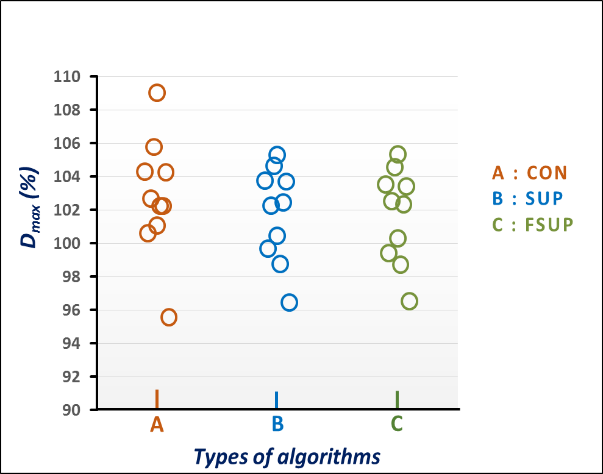 110
108
106
104
102
100
98
96
94
92
90
Dmax (%)
A B C
Types of algorithms
A : CON
B : SUP
C : FSUP